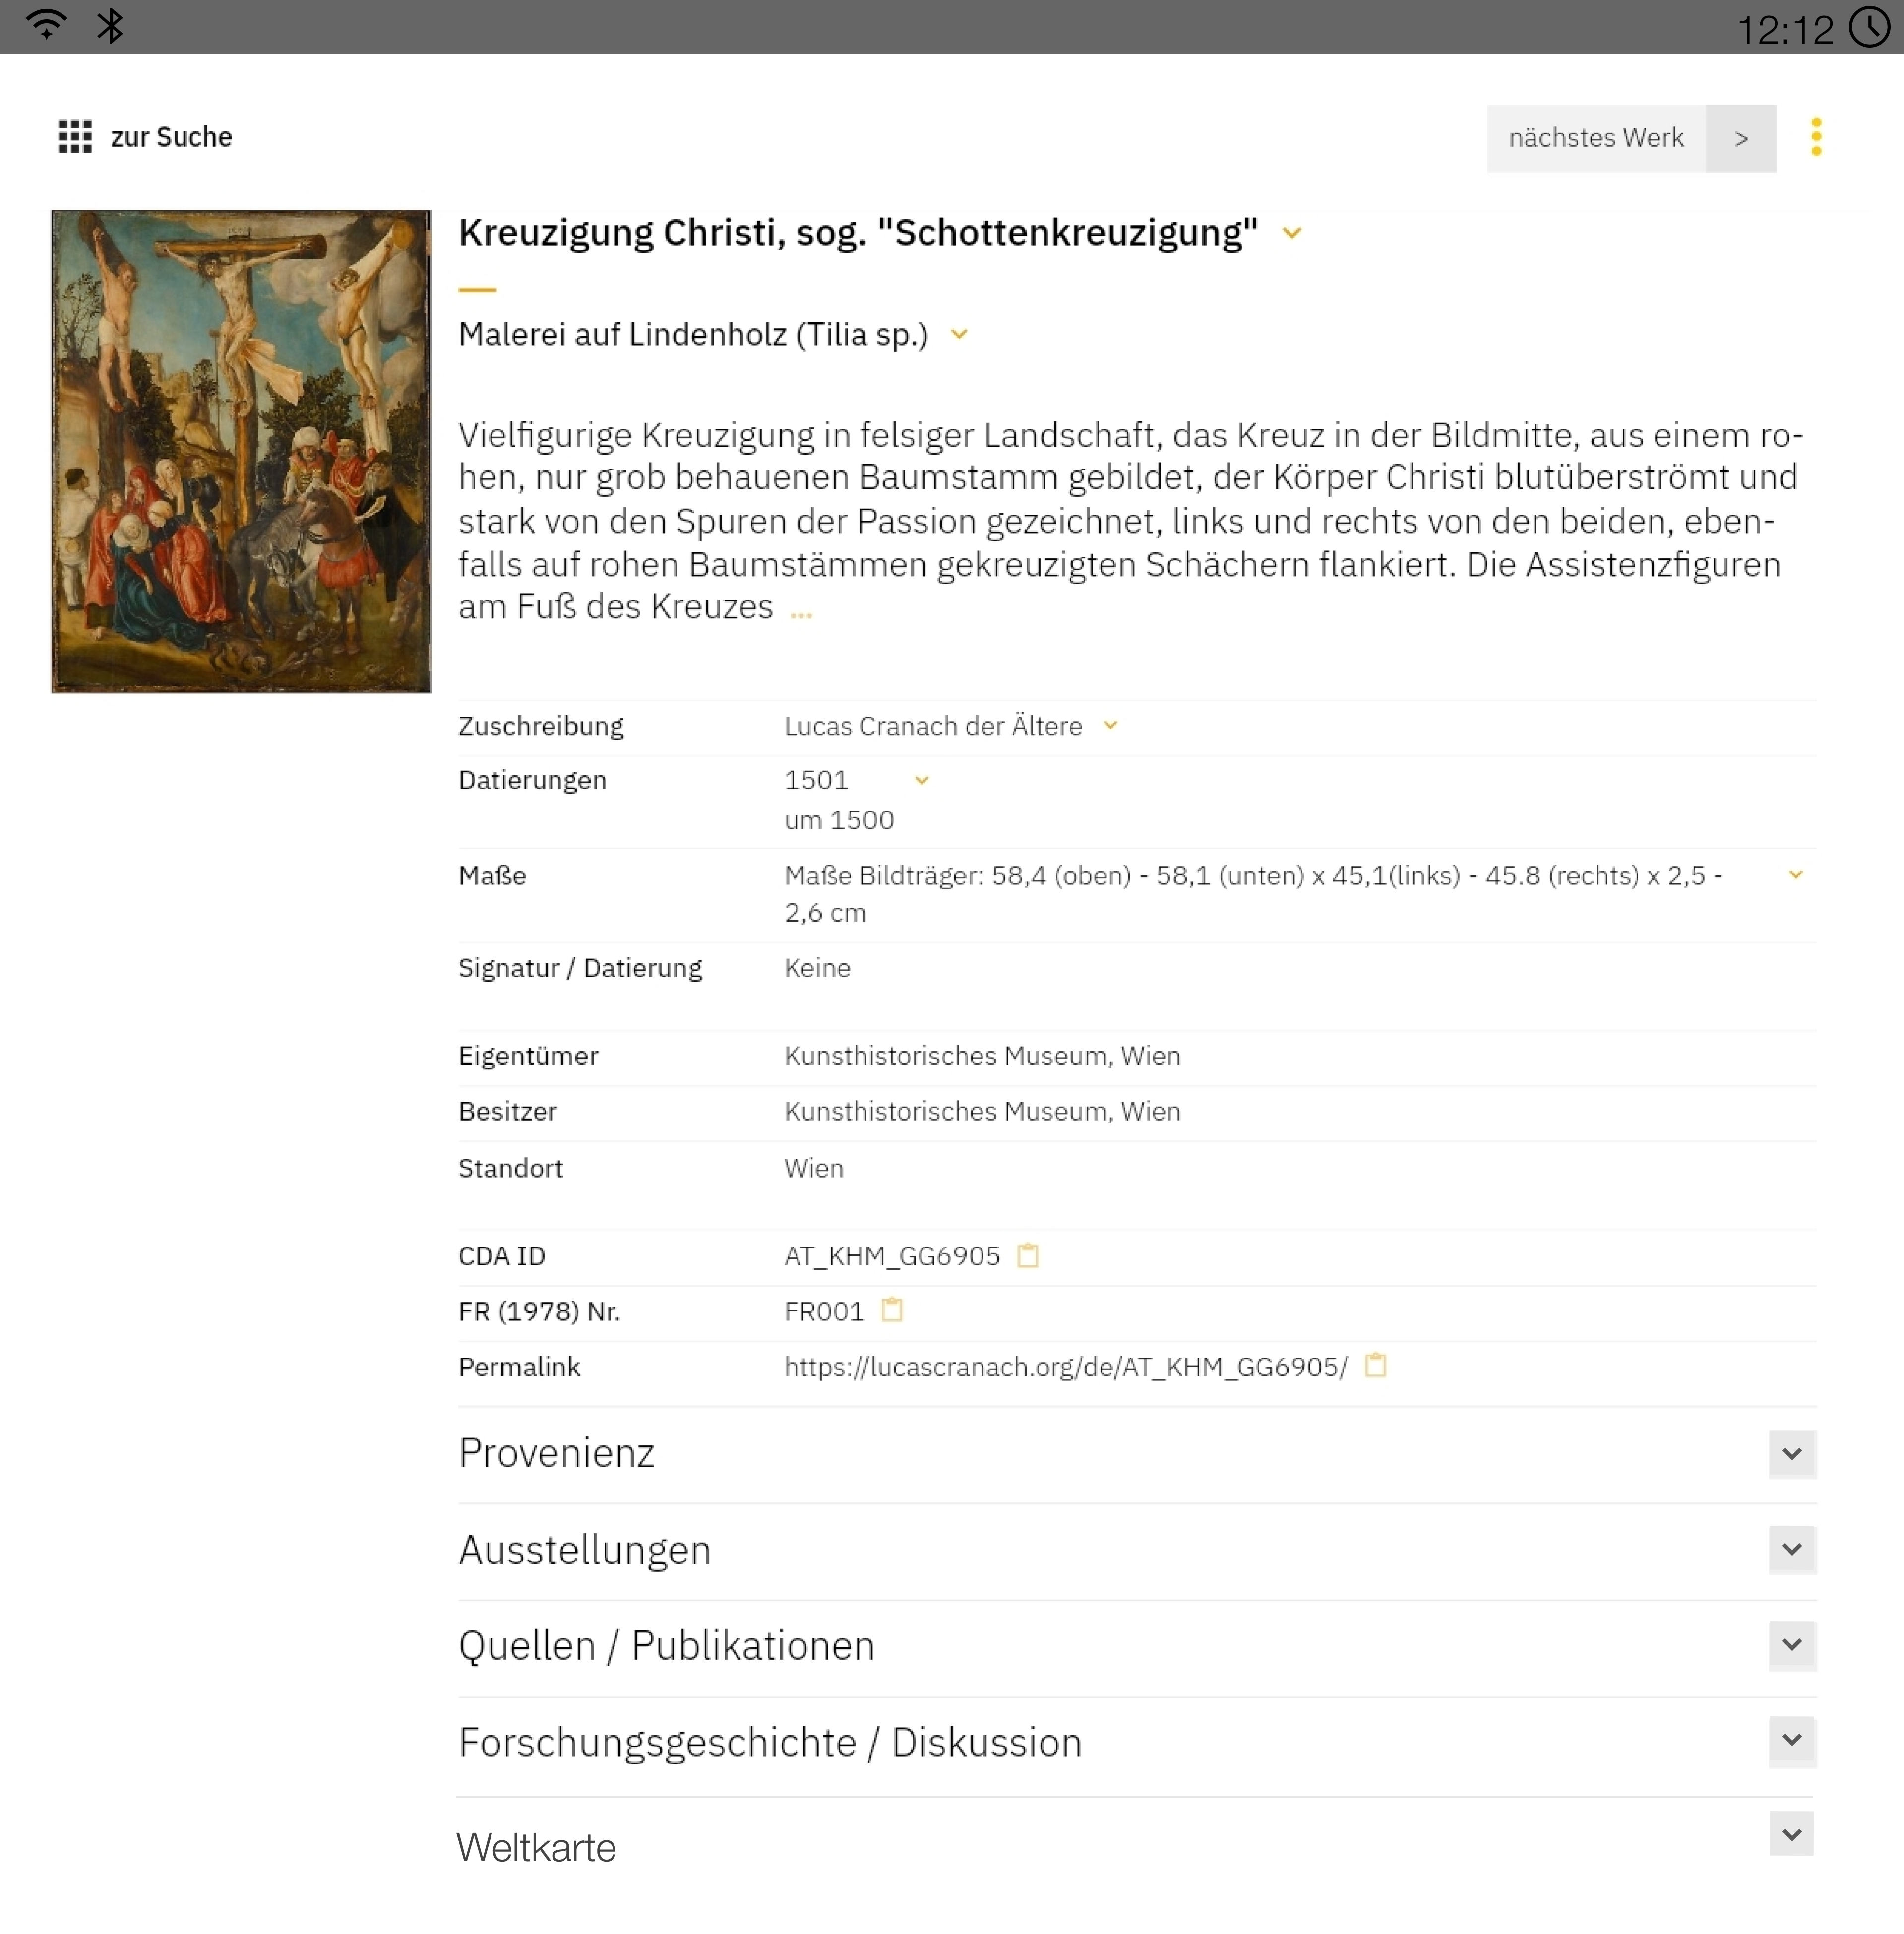 12:12
zur Suche
nächstes Werk >
Kreuzigung Christi, sog. "Schottenkreuzigung"
Malerei auf Lindenholz (Tilia sp.)
Vielfigurige Kreuzigung in felsiger Landschaft, das Kreuz in der Bildmitte, aus einem ro-
hen, nur grob behauenen Baumstamm gebildet, der Körper Christi blutüberströmt und
stark von den Spuren der Passion gezeichnet, links und rechts von den beiden, eben-
falls auf rohen Baumstämmen gekreuzigten Schächern flankiert. Die Assistenzfiguren
am Fuß des Kreuzes ...
Zuschreibung Lucas Cranach der Ältere
Datierungen 1501
um 1500
Maße Maße Bildträger: 58,4 (oben) - 58,1 (unten) x 45,1(links) - 45.8 (rechts) x 2,5 -
2,6 cm
Signatur / Datierung Keine
Eigentümer Kunsthistorisches Museum, Wien
Besitzer Kunsthistorisches Museum, Wien
Standort Wien
CDA ID AT_KHM_GG6905
FR (1978) Nr. FR001
Permalink https://lucascranach.org/de/AT_KHM_GG6905/
Provenienz
Ausstellungen
Quellen / Publikationen
Forschungsgeschichte / Diskussion
Weltkarte